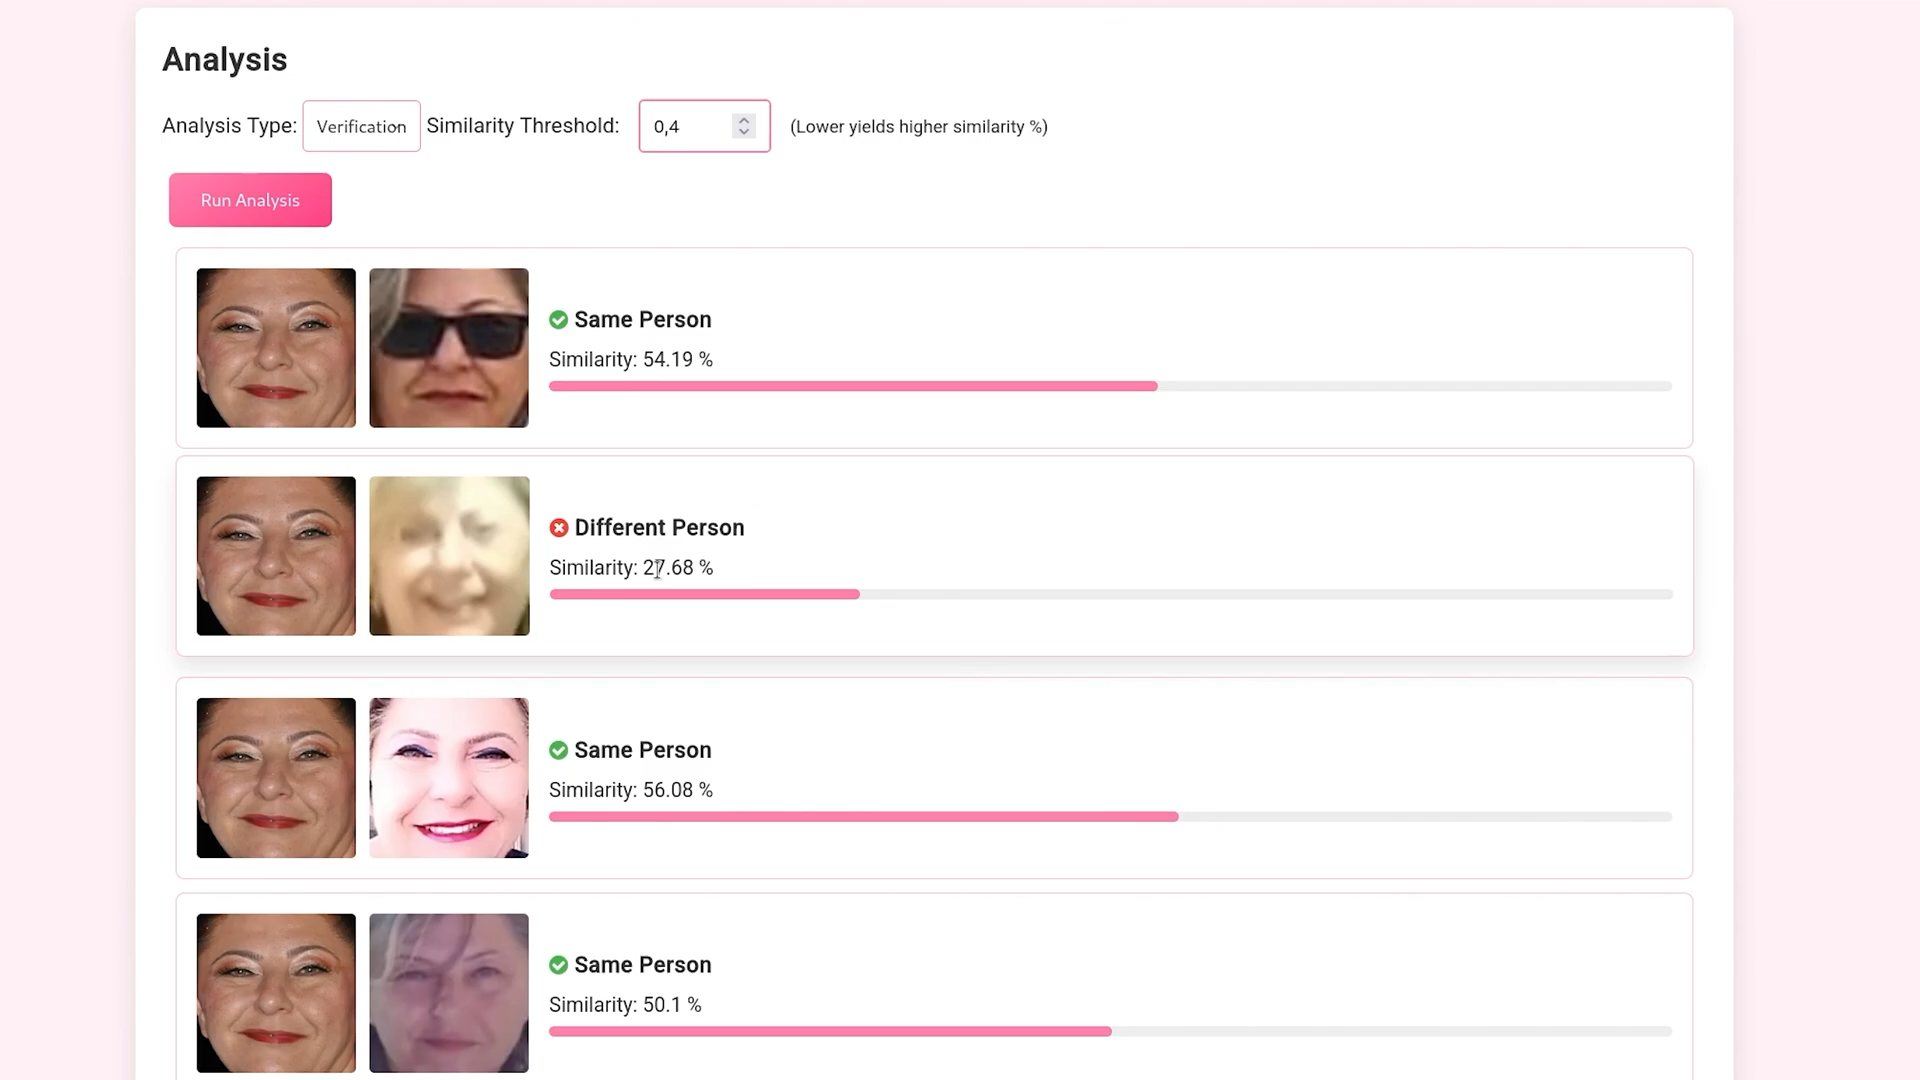 Analysis
Analysis Type: Verification Similarity Threshold: 0,4 (Lower yields higher similarity %)
Run Analysis
Same Person
Similarity: 54.19 %
Different Person
Similarity: 27.68 %
Same Person
Similarity: 56.08 %
Same Person
Similarity: 50.1 %